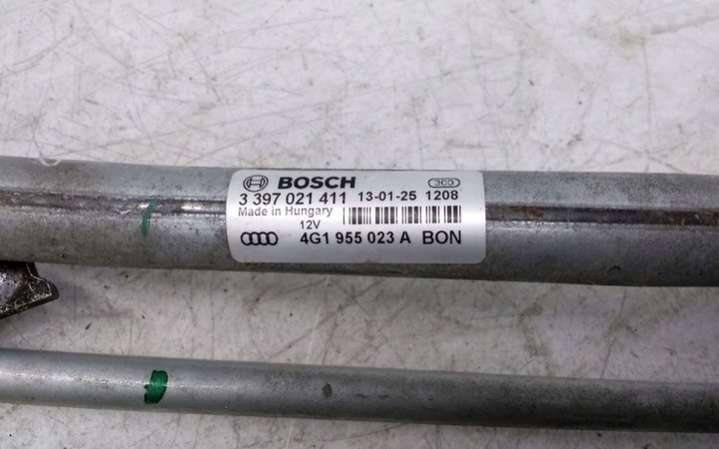 BOSCH
3 397 021 411 13-01-25 1208
Made in Hungary
12V
4G1 955 023 A BON